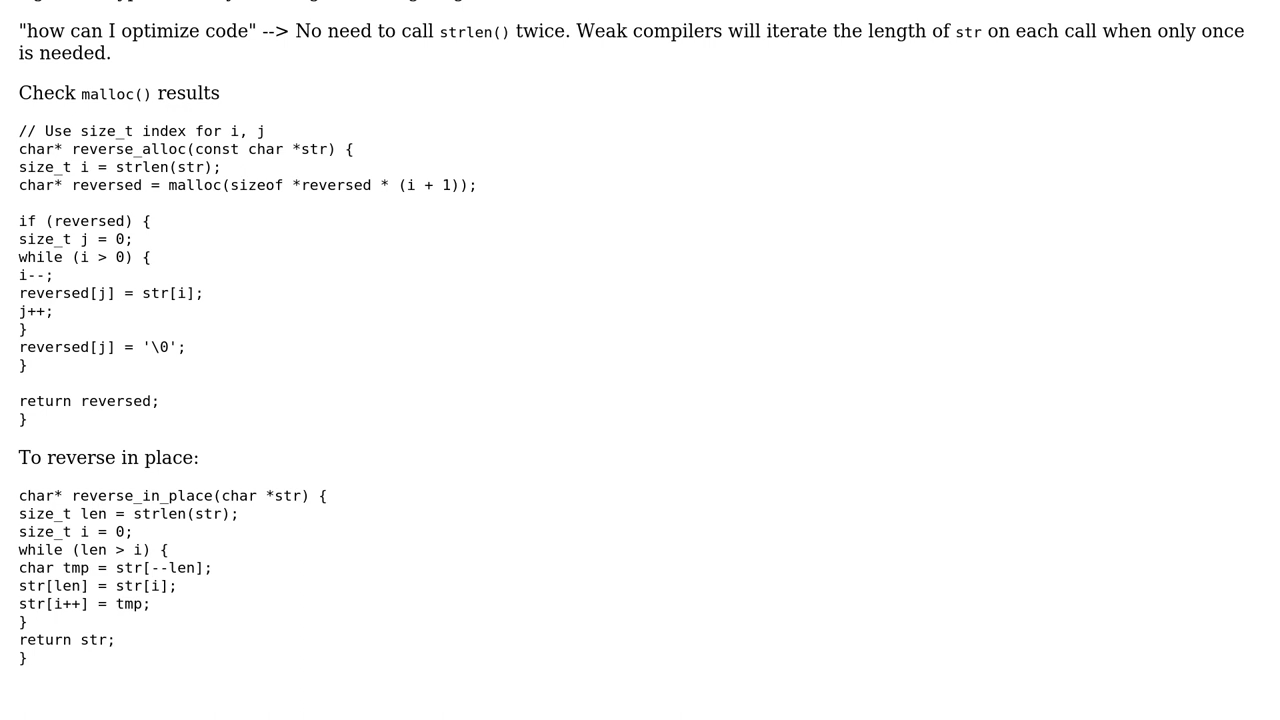 "how can I optimize code" --> No need to call strlen() twice. Weak compilers will iterate the length of str on each call when only once
is needed.
Check malloc() results
// Use size_t index for i, j
char* reverse_alloc(const char *str) {
size_t i = strlen(str);
char* reversed = malloc(sizeof *reversed * (i + 1));
if (reversed) {
size_t j = 0;
while (i > 0) {
i--;
reversed[j] = str[i];
j++;
}
reversed[j] = '\0';
}
return reversed;
}
To reverse in place:
char* reverse_in_place(char *str) {
size_t len = strlen(str);
size_t i = 0;
while (len > i) {
char tmp = str[--len];
str[len] = str[i];
str[i++] = tmp;
}
return str;
}